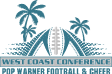 WEST COAST CONFERENCE
POP WARNER FOOTBALL & CHEER